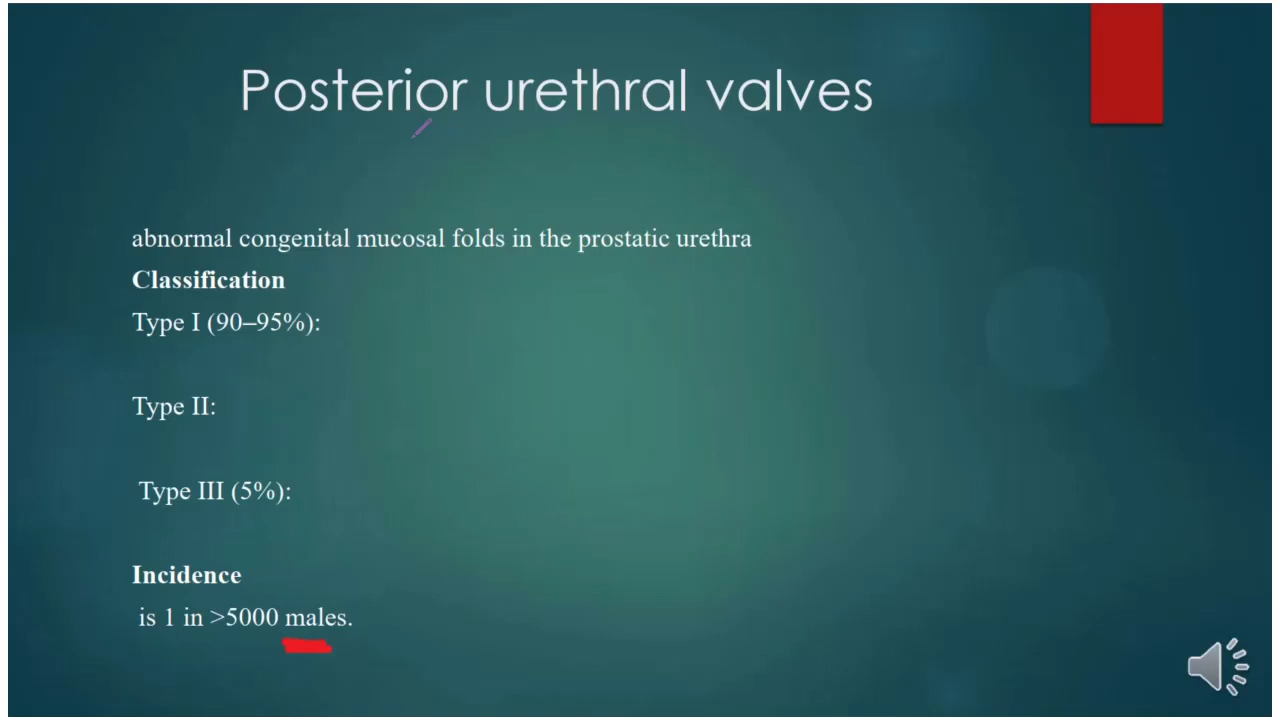 Posterior urethral valves
abnormal congenital mucosal folds in the prostatic urethra
Classification
Type I (90–95%):
Type II:
Type III (5%):
Incidence
is 1 in >5000 males.